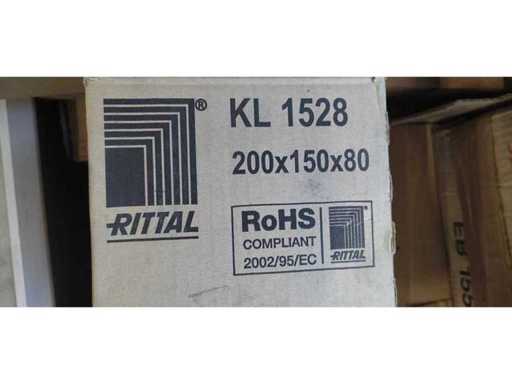 ®
KL 1528
200x150x80
RITTAL
RoHS
COMPLIANT
2002/95/EC
RITTAL